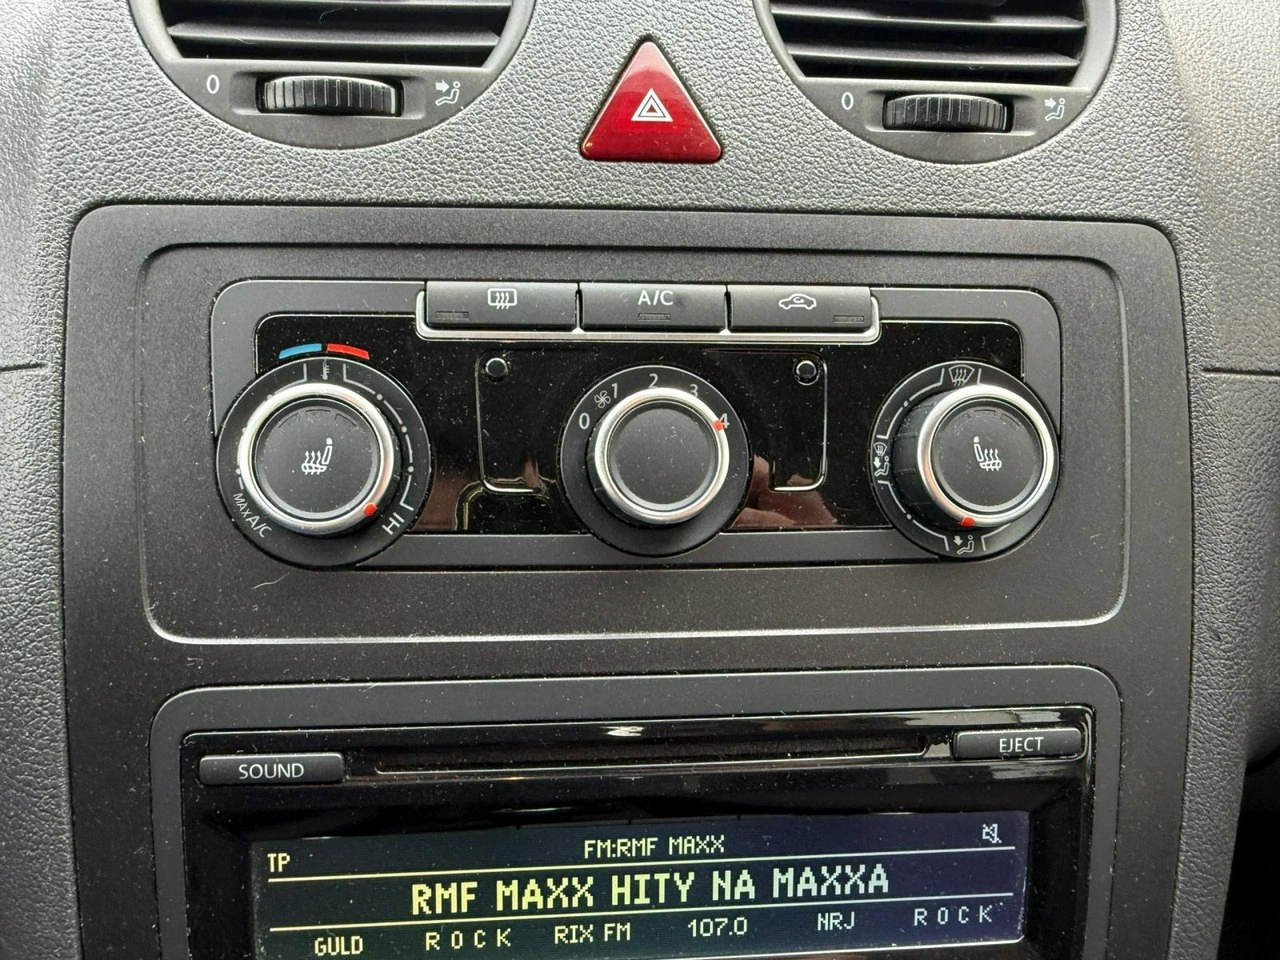 0
0
A/C
0 1 2 3 4
MAX A/C
HI
EJECT
SOUND
FM:RMF MAXX
TP
RMF MAXX HITY NA MAXXA
GULD ROCK RIX FM 107.0 NRJ ROCK